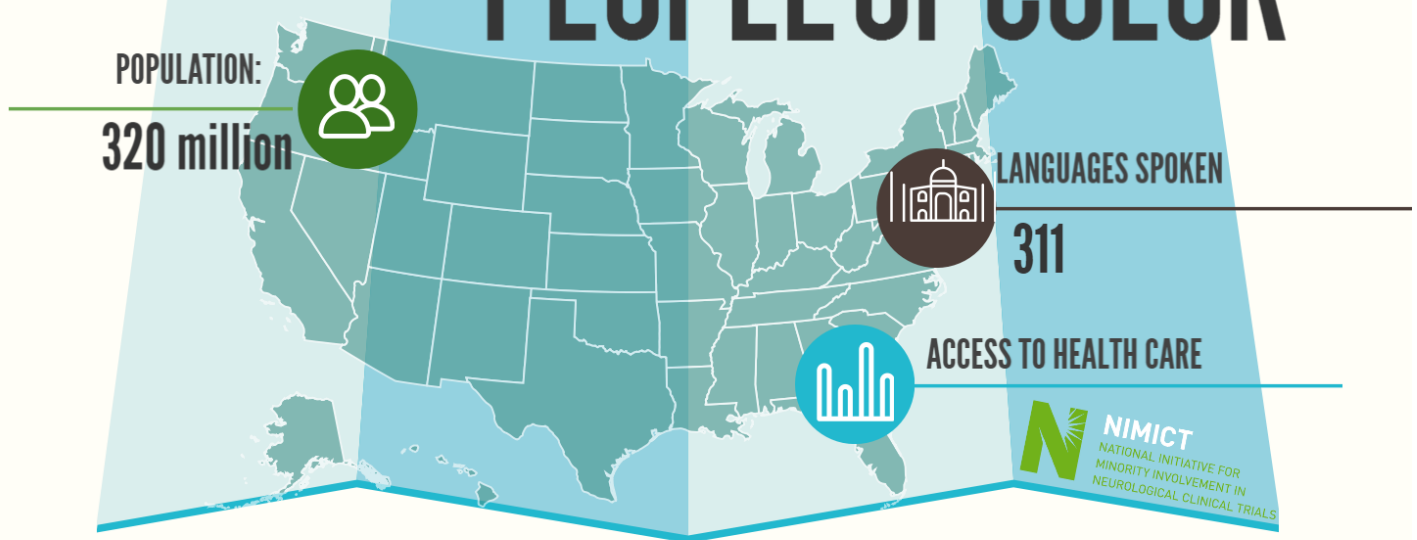 PEOPLE OF COLOR
POPULATION:
320 million
LANGUAGES SPOKEN
311
ACCESS TO HEALTH CARE
NIMICT
NATIONAL INITIATIVE FOR
MINORITY INVOLVEMENT IN
NEUROLOGICAL CLINICAL TRIALS